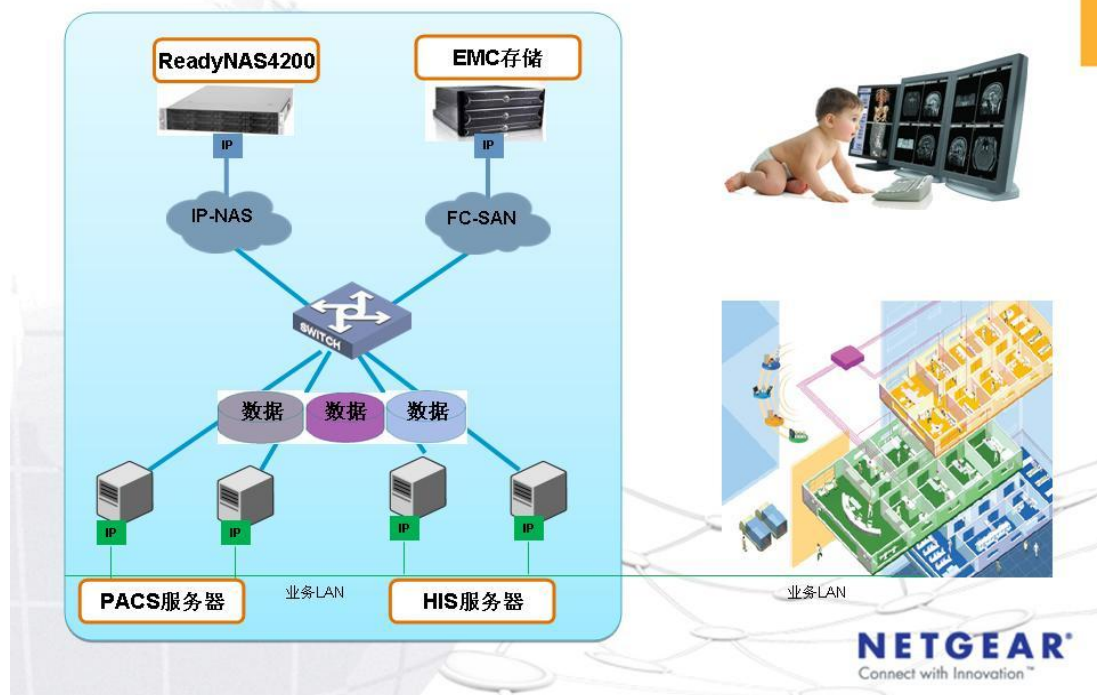 ReadyNAS4200
EMC存储
IP
IP
IP-NAS
FC-SAN
SWITCH
数据
数据
数据
IP
IP
IP
IP
PACS服务器
业务LAN
HIS服务器
业务LAN
NETGEAR®
Connect with Innovation™